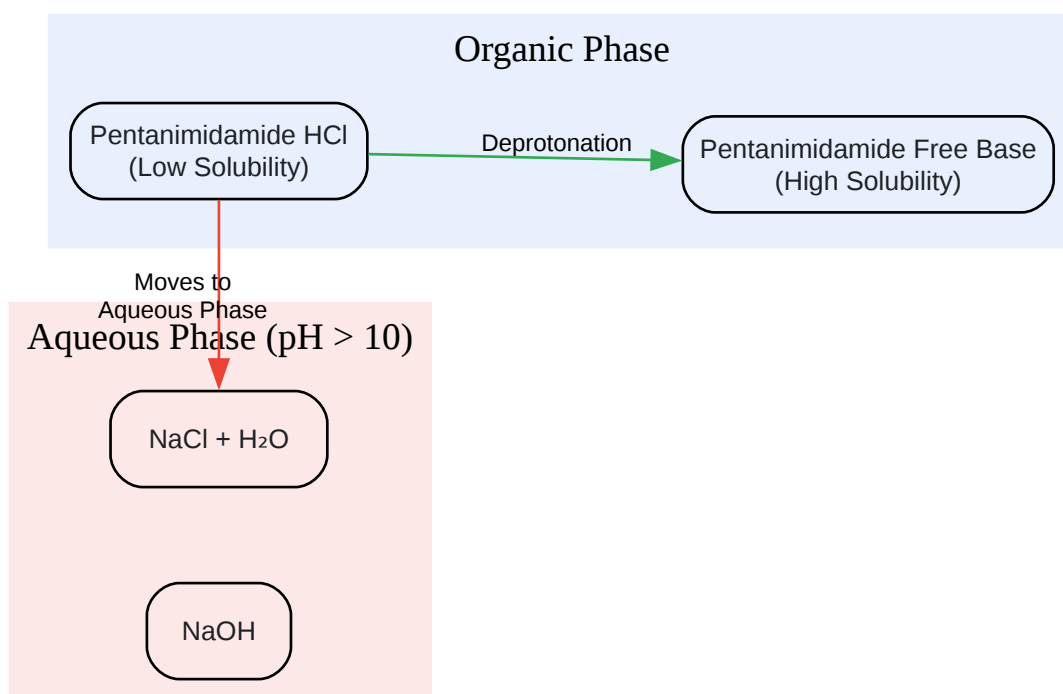 Organic Phase
Pentanimidamide HCl
(Low Solubility)
Deprotonation
Pentanimidamide Free Base
(High Solubility)
Moves to
Aqueous Phase
Aqueous Phase (pH > 10)
NaCl + H₂O
NaOH